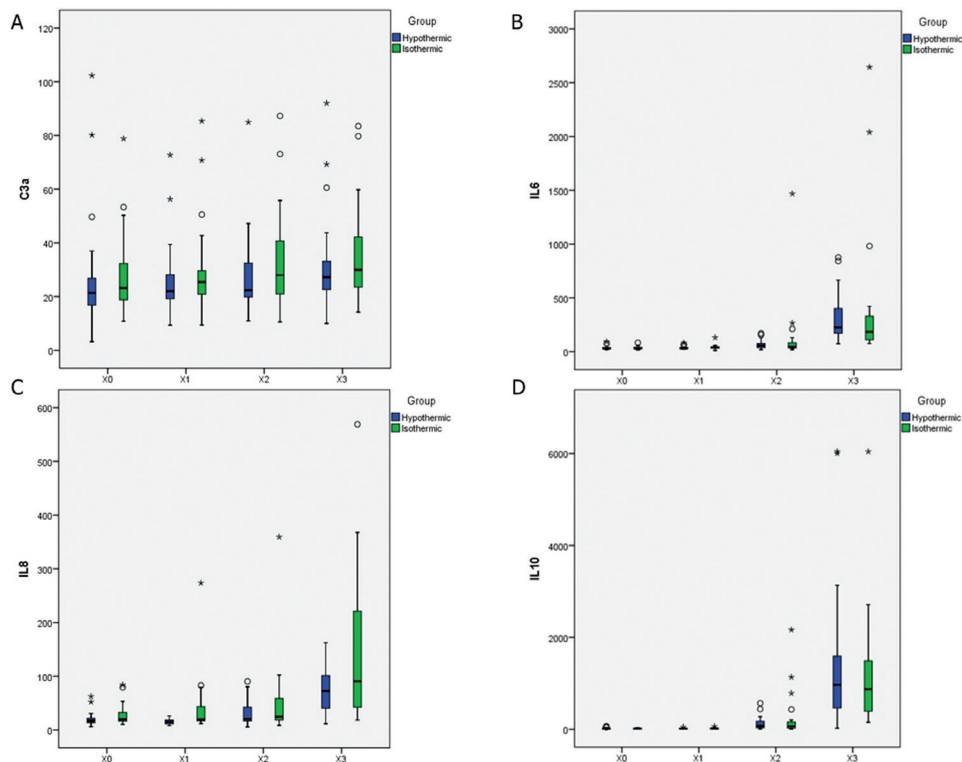 A
Group
Hypothermic
Isothermic
120
100
80
60
40
20
0
C3a
X0 X1 X2 X3
B
Group
Hypothermic
Isothermic
3000
2500
2000
1500
1000
500
0
IL6
X0 X1 X2 X3
C
Group
Hypothermic
Isothermic
600
500
400
300
200
100
0
IL8
X0 X1 X2 X3
D
Group
Hypothermic
Isothermic
6000
4000
2000
0
IL10
X0 X1 X2 X3